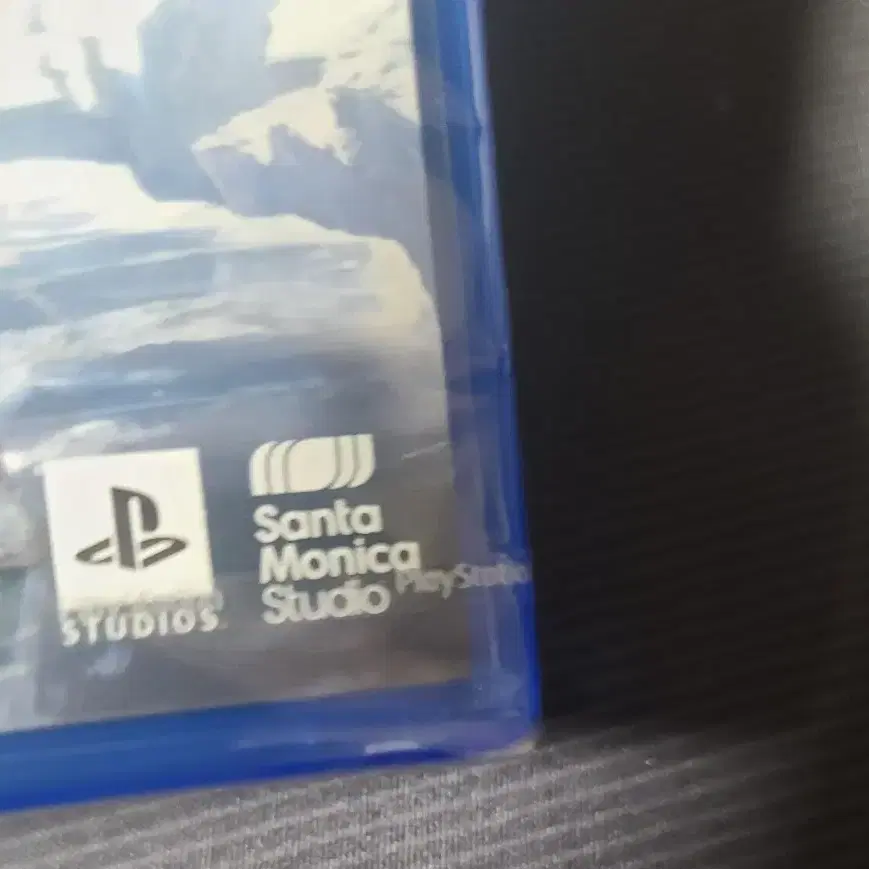 Santa
Monica
Studio
PlayStation
STUDIOS